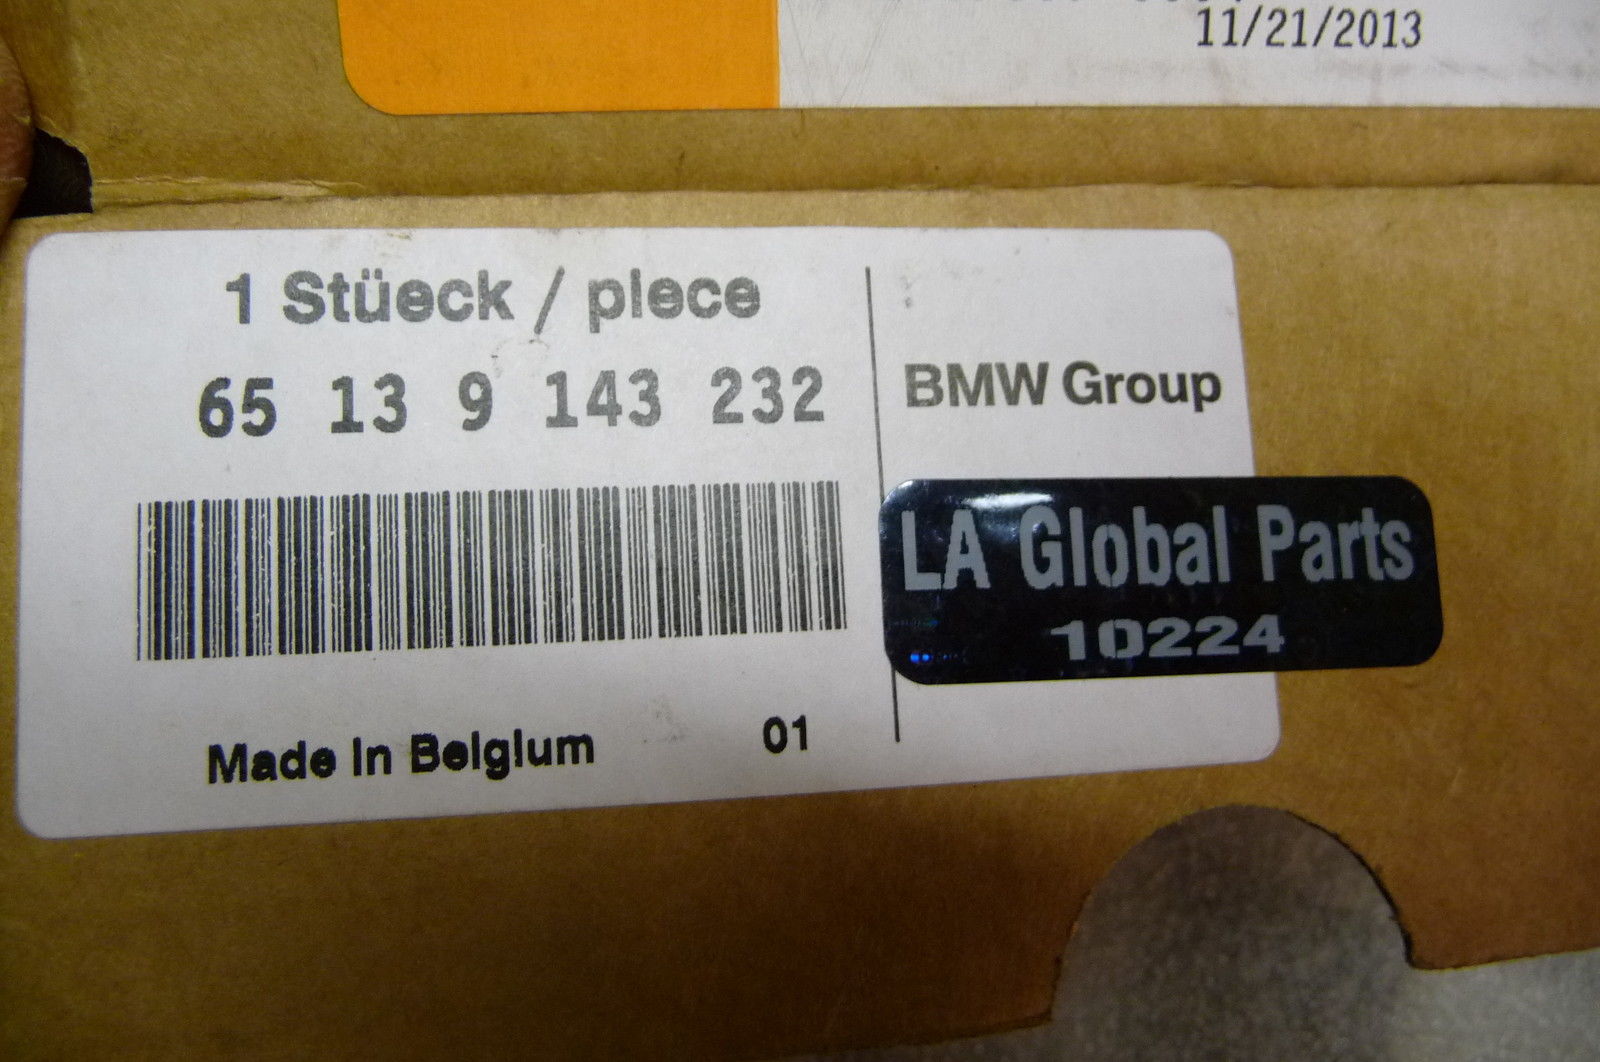 11/21/2013
1 Stüeck / piece
65 13 9 143 232
BMW Group
LA Global Parts
10224
Made in Belgium
01